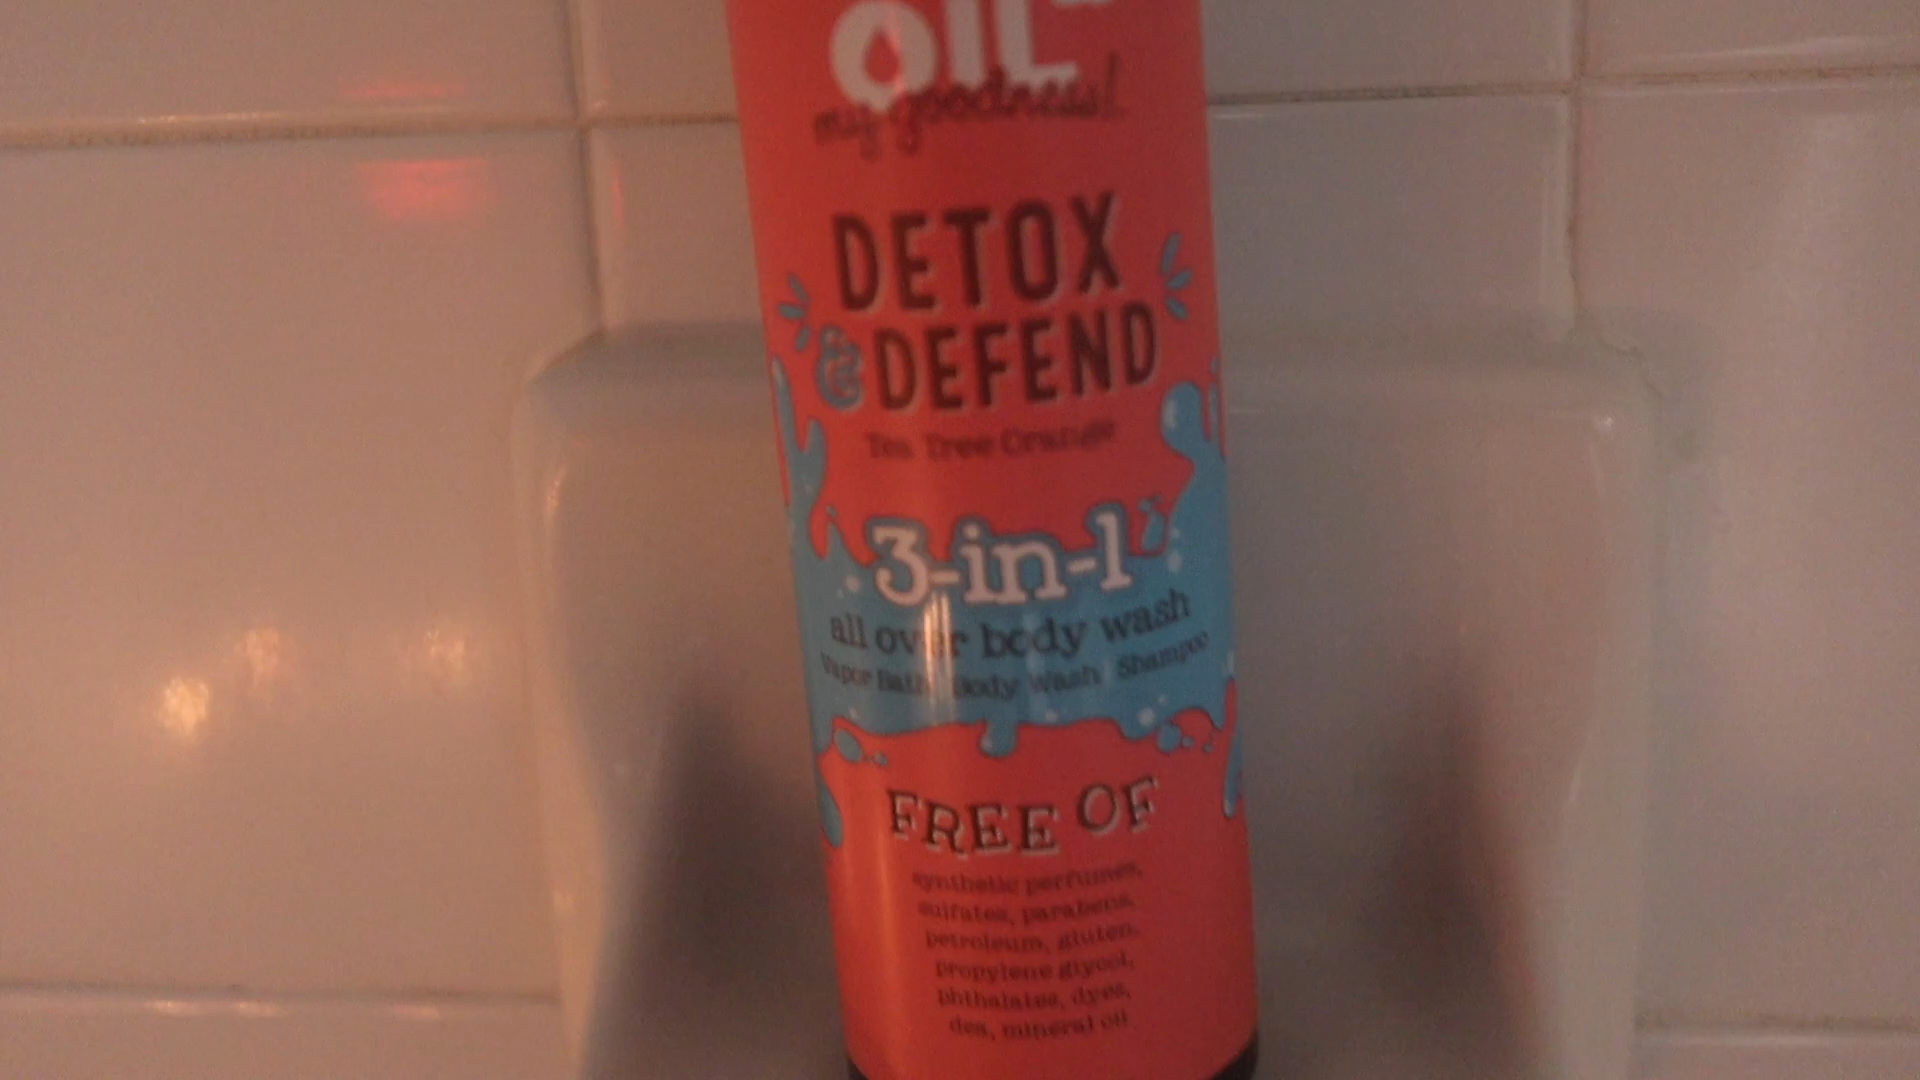 OIL
my goodness!
DETOX
& DEFEND
Tea Tree Orange
3-in-1
all over body wash
Vapor Bath Body Wash Shampoo
FREE OF
synthetic perfumes,
sulfates, parabens,
petroleum, gluten,
propylene glycol,
phthalates, dyes,
dea, mineral oil